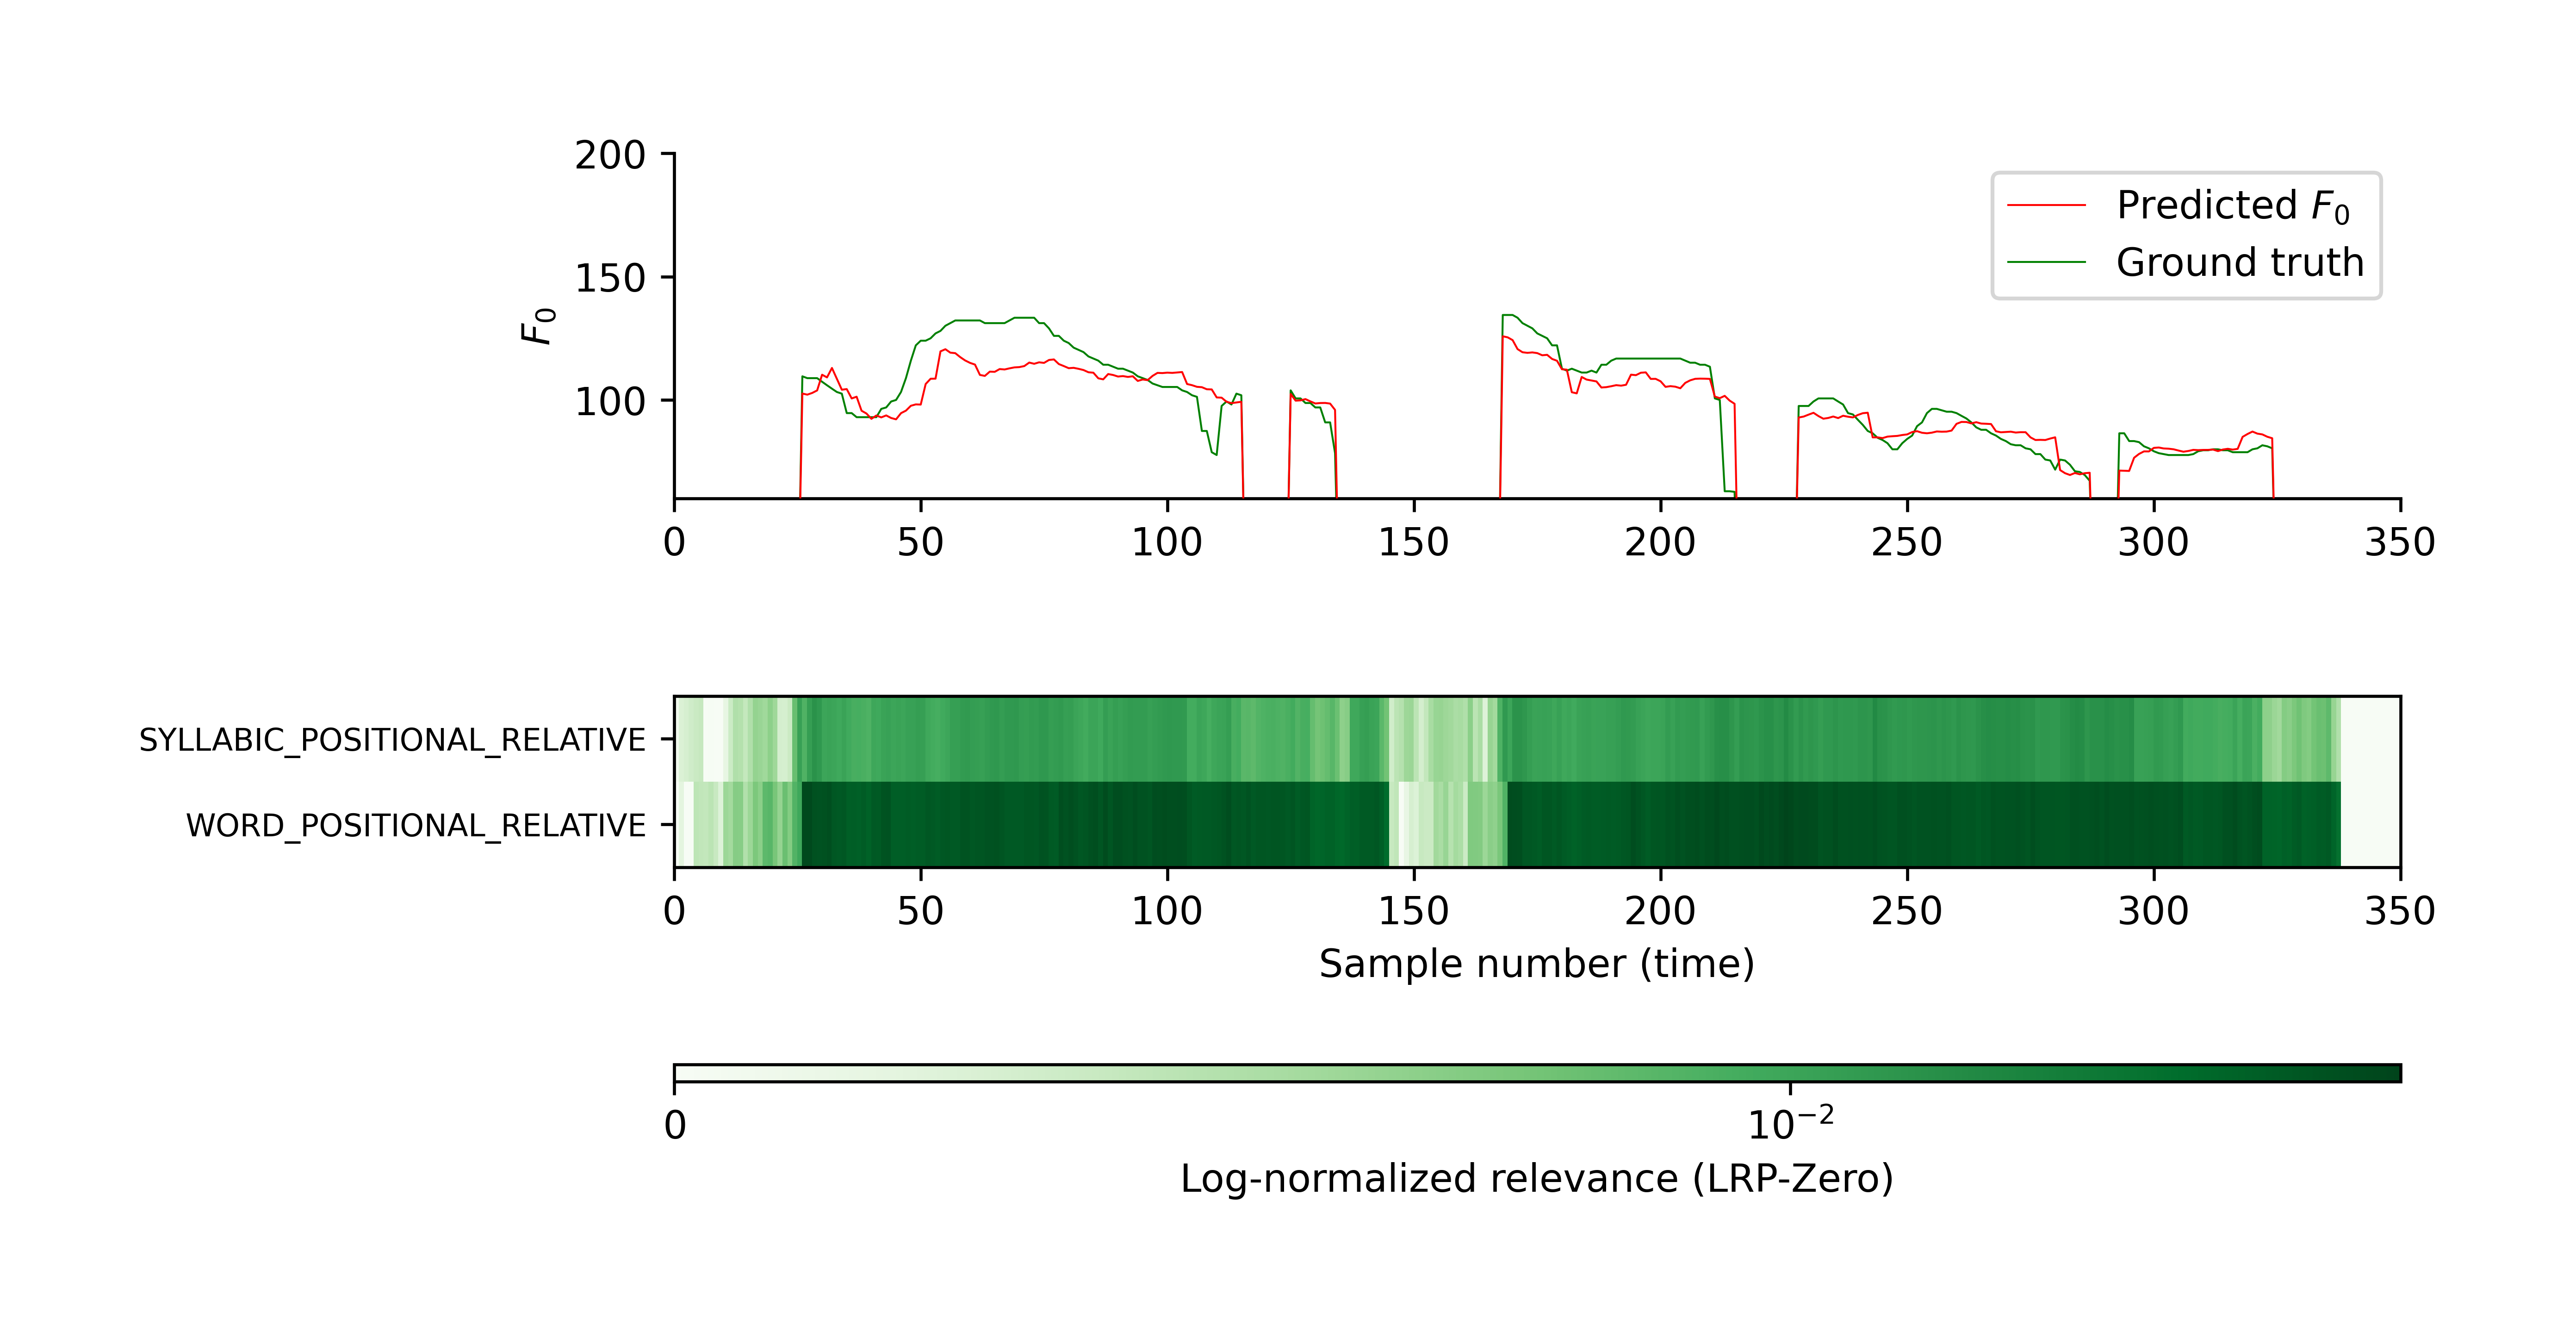 200
150
100
F₀
Predicted F₀
Ground truth
0 50 100 150 200 250 300 350
SYLLABIC_POSITIONAL_RELATIVE
WORD_POSITIONAL_RELATIVE
0 50 100 150 200 250 300 350
Sample number (time)
0 10⁻²
Log-normalized relevance (LRP-Zero)